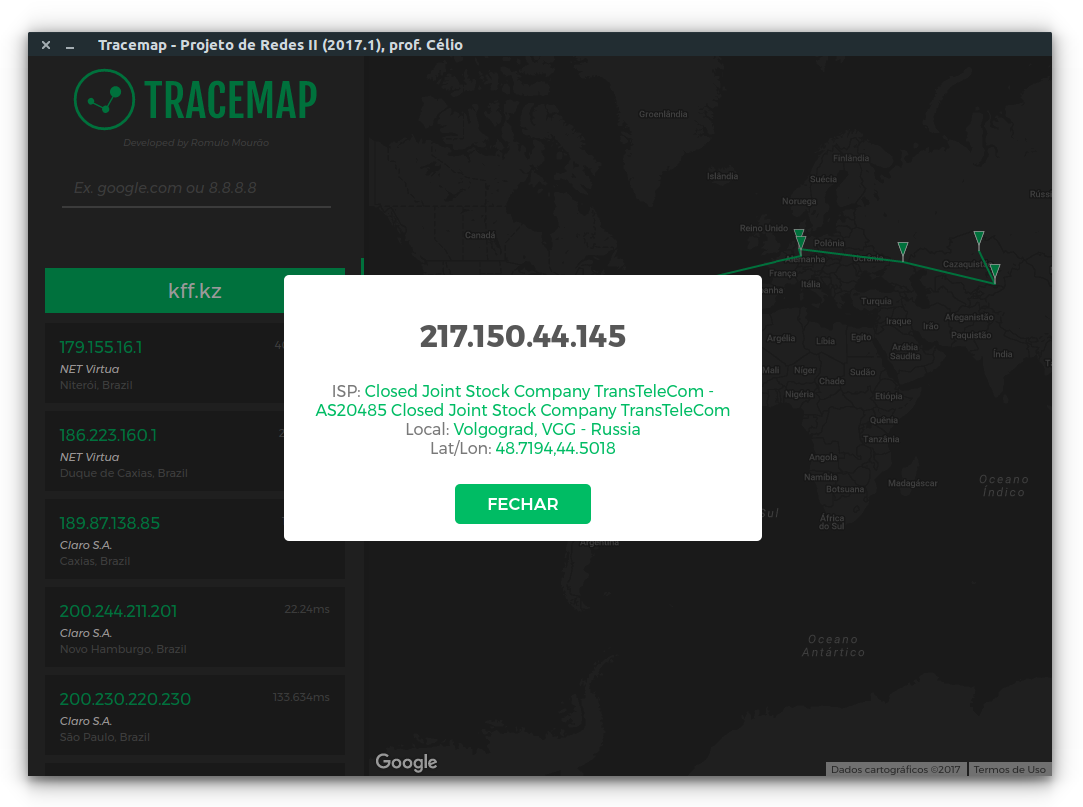 Tracemap - Projeto de Redes II (2017.1), prof. Célio
TRACEMAP
Developed by Romulo Mourão
Ex. google.com ou 8.8.8.8
kff.kz
179.155.16.1
NET Virtua
Niterói, Brazil
186.223.160.1
NET Virtua
Duque de Caxias, Brazil
189.87.138.85
Claro S.A.
Caxias, Brazil
200.244.211.201
22.24ms
Claro S.A.
Novo Hamburgo, Brazil
200.230.220.230
133.634ms
Claro S.A.
São Paulo, Brazil
217.150.44.145
ISP: Closed Joint Stock Company TransTeleCom -
AS20485 Closed Joint Stock Company TransTeleCom
Local: Volgograd, VGG - Russia
Lat/Lon: 48.7194,44.5018
FECHAR
Groenlândia
Finlândia
Islândia
Suécia
Noruega
Canadá
Reino Unido
Polônia
Alemanha
Ucrânia
França
Itália
Turquia
Iraque
Irão
Afeganistão
Paquistão
Argélia
Líbia
Egito
Arábia
Saudita
Índia
Mali
Níger
Chade
Sudão
Nigéria
Etiópia
Quênia
Tanzânia
Angola
Namíbia
Botsuana
Madagáscar
Oceano
Índico
Sul
África
do Sul
Argentina
Oceano
Antártico
Google
Dados cartográficos ©2017
Termos de Uso